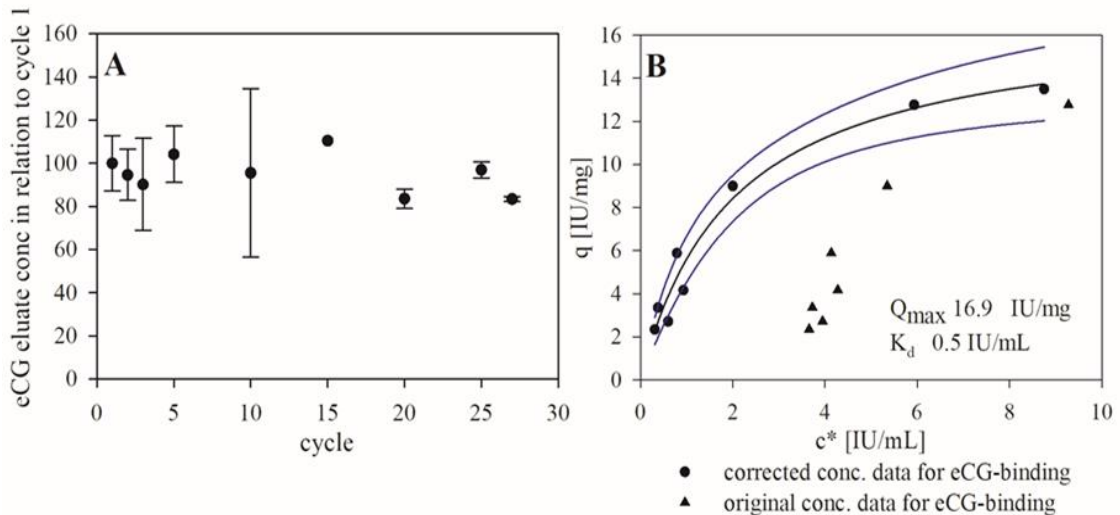 eCG eluate conc in relation to cycle 1
160
140
120
100
80
60
40
20
0
A
0 5 10 15 20 25 30
cycle
q [IU/mg]
16
14
12
10
8
6
4
2
0
B
Qmax 16.9 IU/mg
Kd 0.5 IU/mL
0 2 4 6 8 10
c* [IU/mL]
corrected conc. data for eCG-binding
original conc. data for eCG-binding